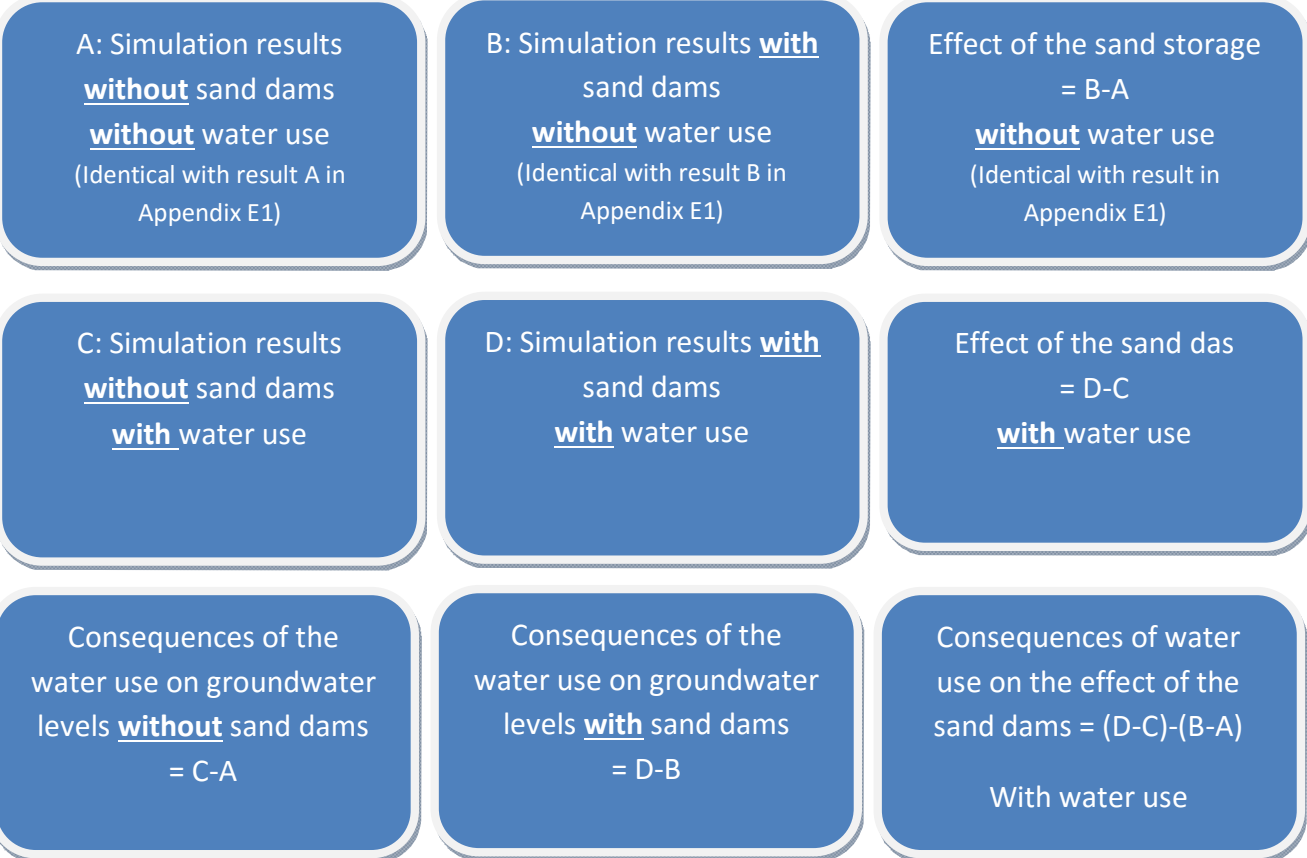 A: Simulation results
without sand dams
without water use
(Identical with result A in
Appendix E1)
B: Simulation results with
sand dams
without water use
(Identical with result B in
Appendix E1)
Effect of the sand storage
= B-A
without water use
(Identical with result in
Appendix E1)
C: Simulation results
without sand dams
with water use
D: Simulation results with
sand dams
with water use
Effect of the sand das
= D-C
with water use
Consequences of the
water use on groundwater
levels without sand dams
= C-A
Consequences of the
water use on groundwater
levels with sand dams
= D-B
Consequences of water
use on the effect of the
sand dams = (D-C)-(B-A)
With water use